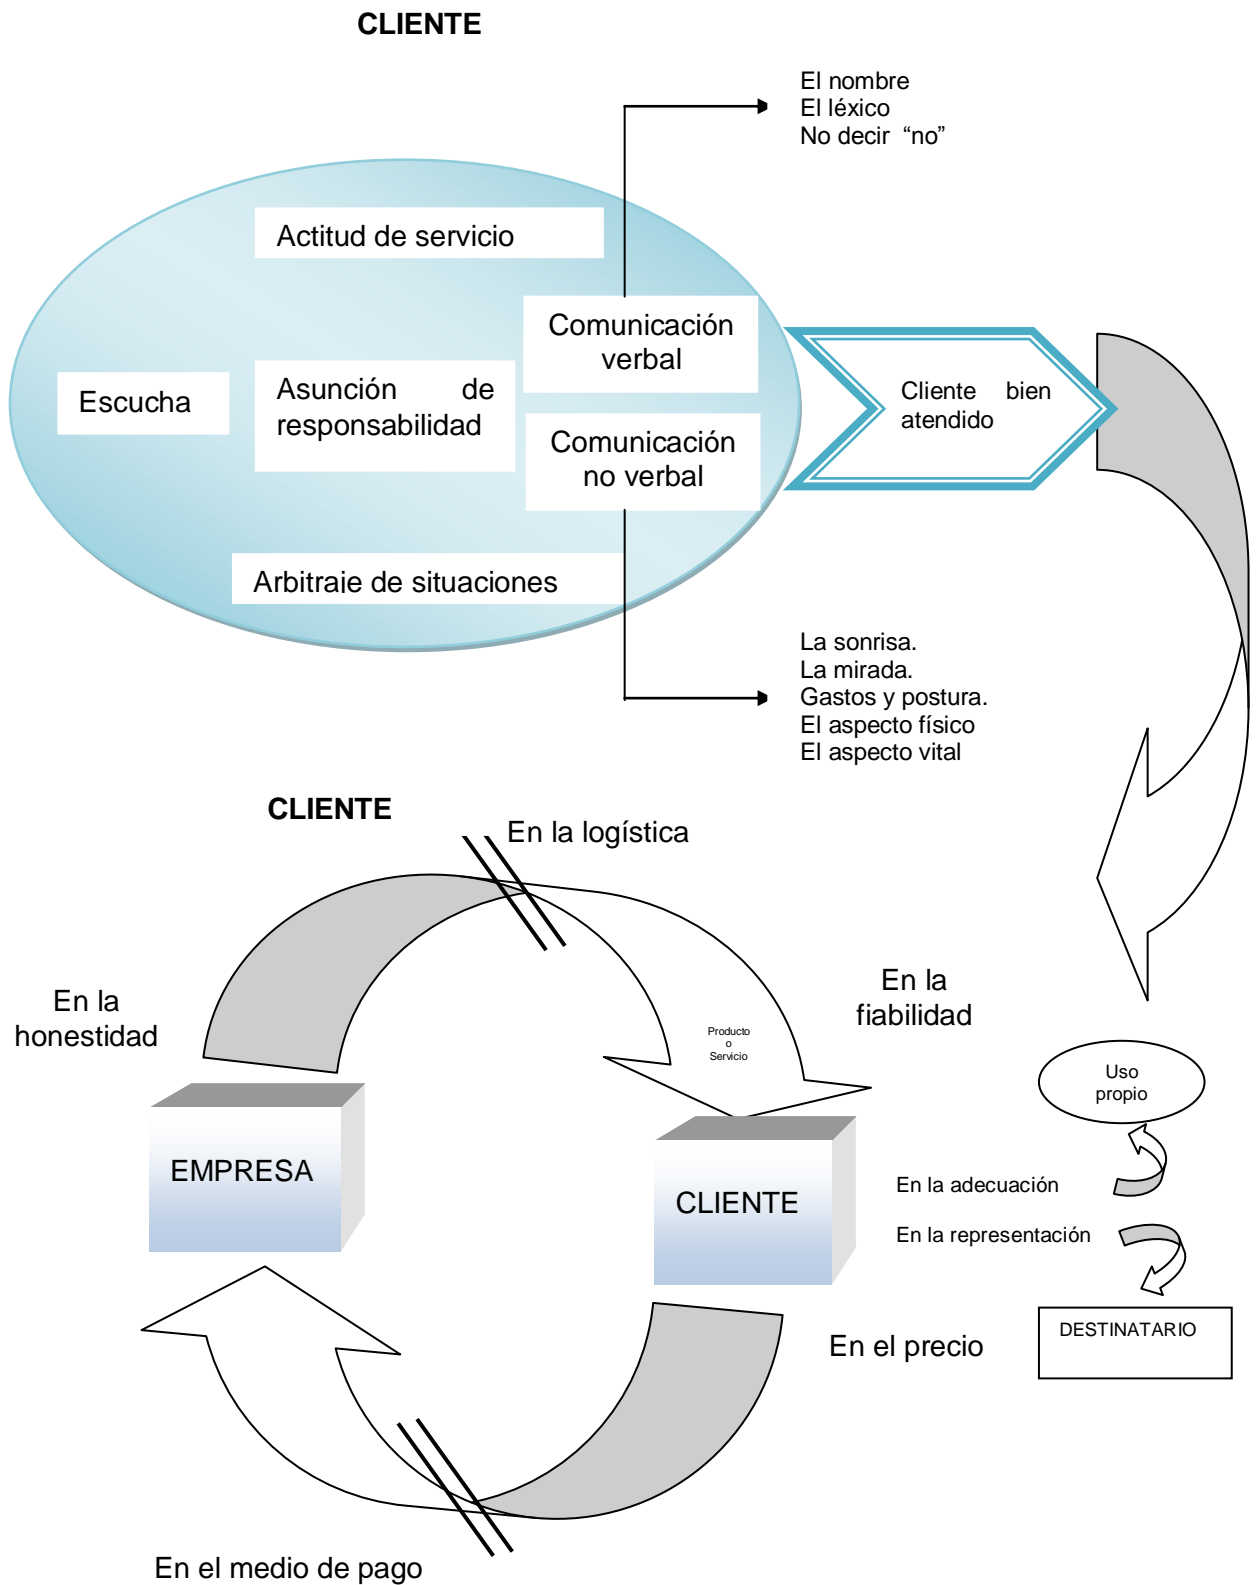 CLIENTE
El nombre
El léxico
No decir “no”
Actitud de servicio
Comunicación
verbal
Escucha
Asunción de
responsabilidad
Comunicación
no verbal
Cliente bien
atendido
Arbitraje de situaciones
La sonrisa.
La mirada.
Gastos y postura.
El aspecto físico
El aspecto vital
CLIENTE
En la logística
En la
honestidad
En la
fiabilidad
Producto
o
Servicio
Uso
propio
EMPRESA
CLIENTE
En la adecuación
En la representación
DESTINATARIO
En el precio
En el medio de pago